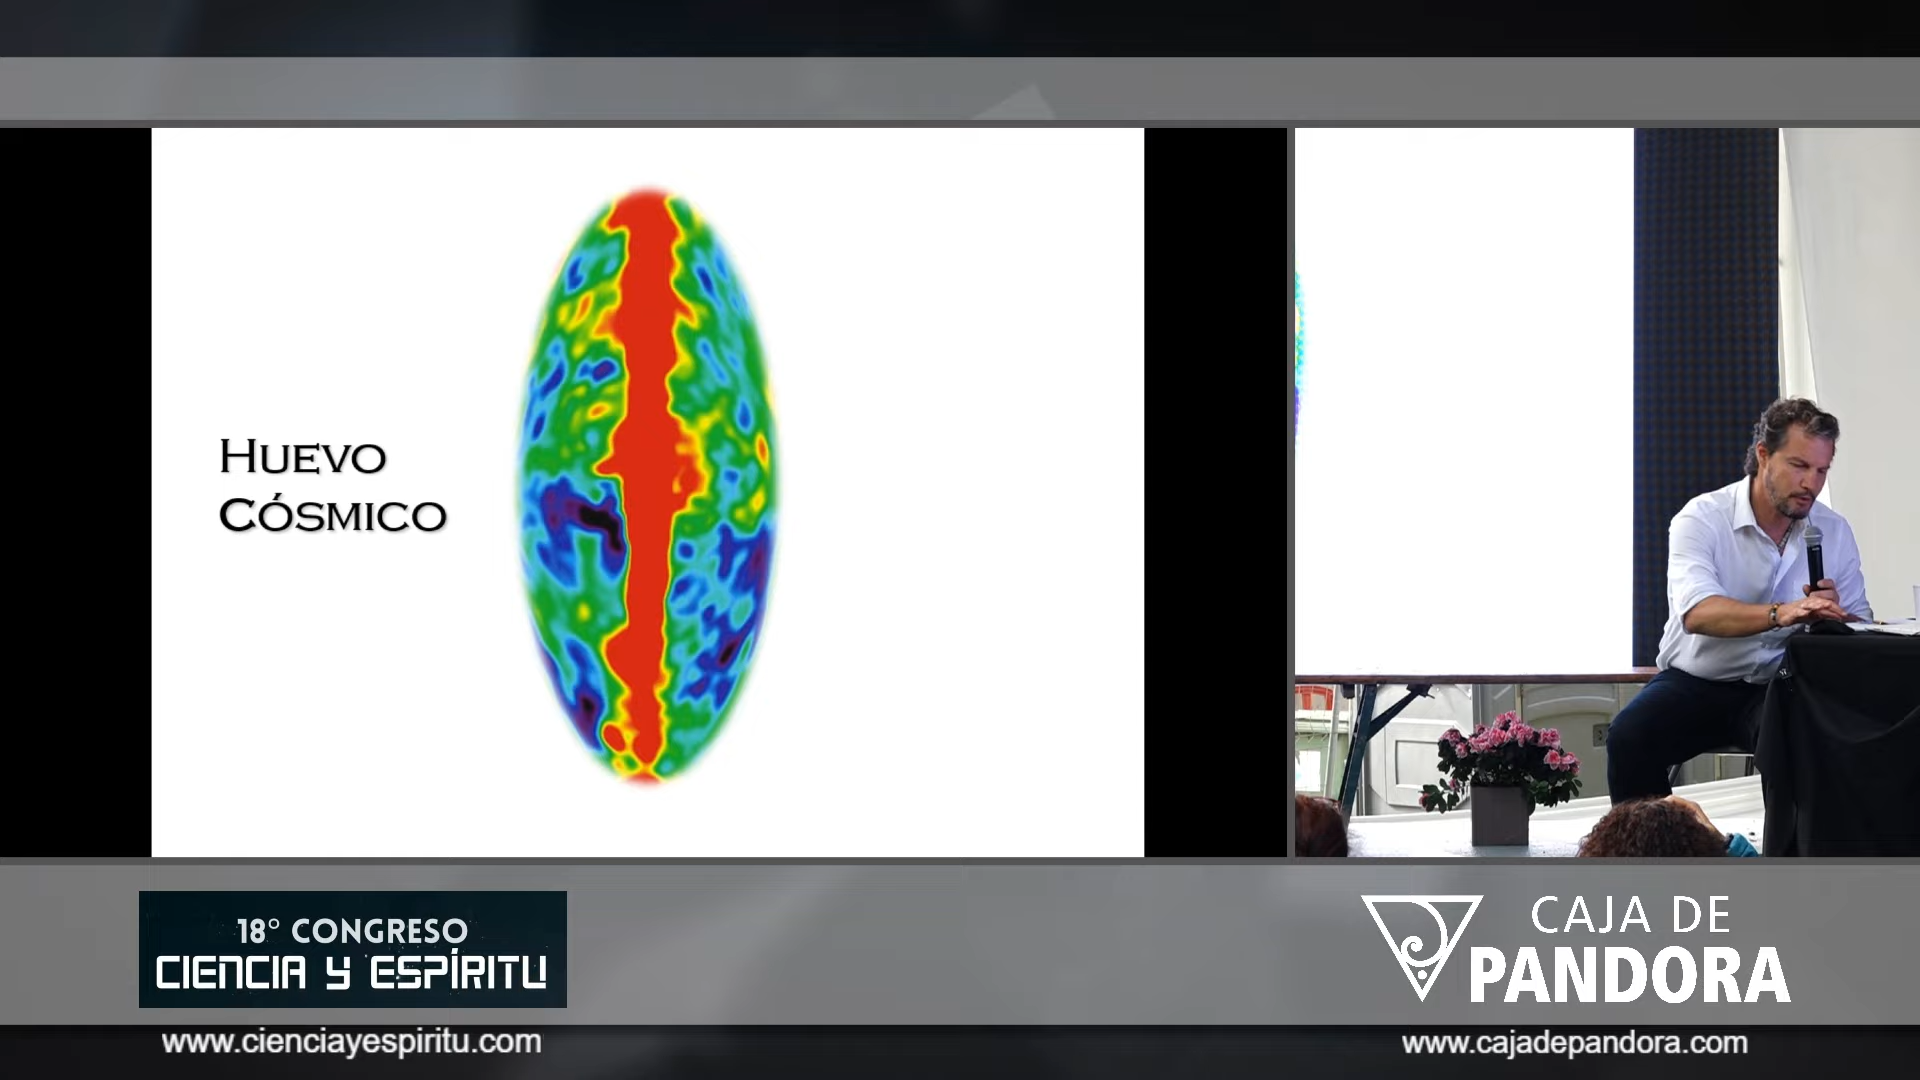 HUEVO
CÓSMICO
18° CONGRESO
CIENCIA Y ESPÍRITU
www.cienciayespiritu.com
CAJA DE
PANDORA
www.cajadepandora.com